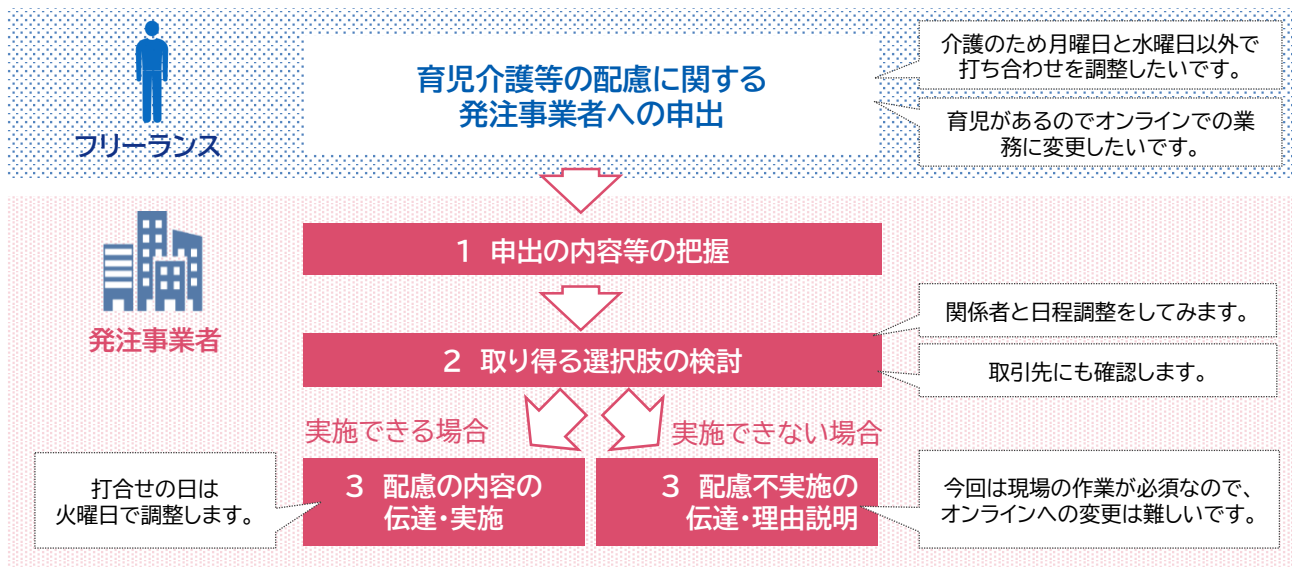 フリーランス
育児介護等の配慮に関する
発注事業者への申出
介護のため月曜日と水曜日以外で
打ち合わせを調整したいです。
育児があるのでオンラインでの業
務に変更したいです。
発注事業者
1 申出の内容等の把握
2 取り得る選択肢の検討
関係者と日程調整をしてみます。
取引先にも確認します。
実施できる場合
実施できない場合
打合せの日は
火曜日で調整します。
3 配慮の内容の
伝達・実施
3 配慮不実施の
伝達・理由説明
今回は現場の作業が必須なので、
オンラインへの変更は難しいです。